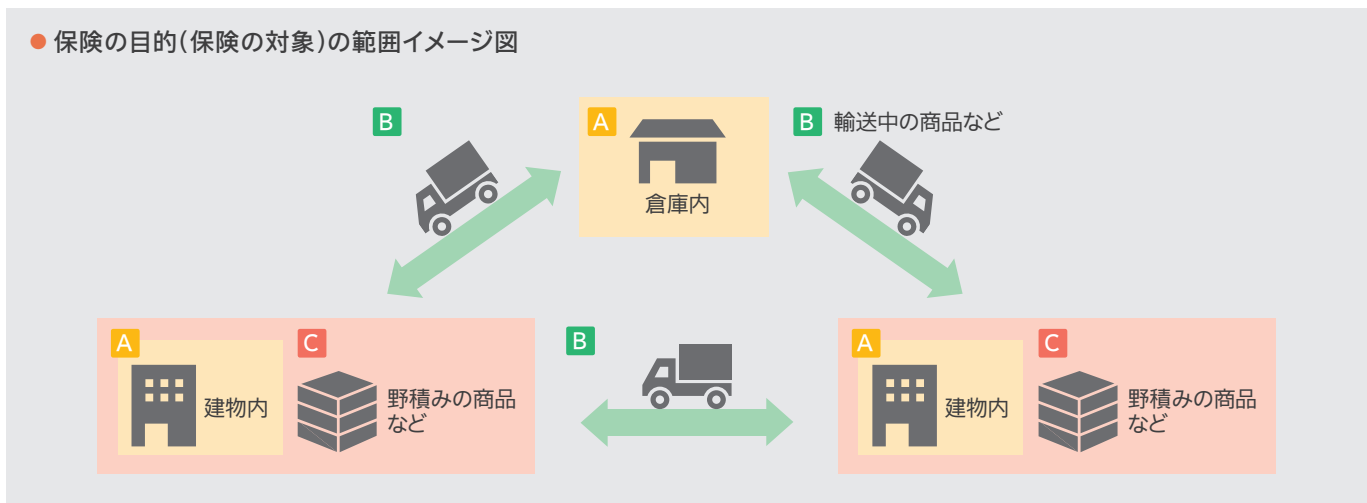 ● 保険の目的(保険の対象)の範囲イメージ図
B
A
倉庫内
B 輸送中の商品など
A
建物内
C
野積みの商品
など
B
A
建物内
C
野積みの商品
など